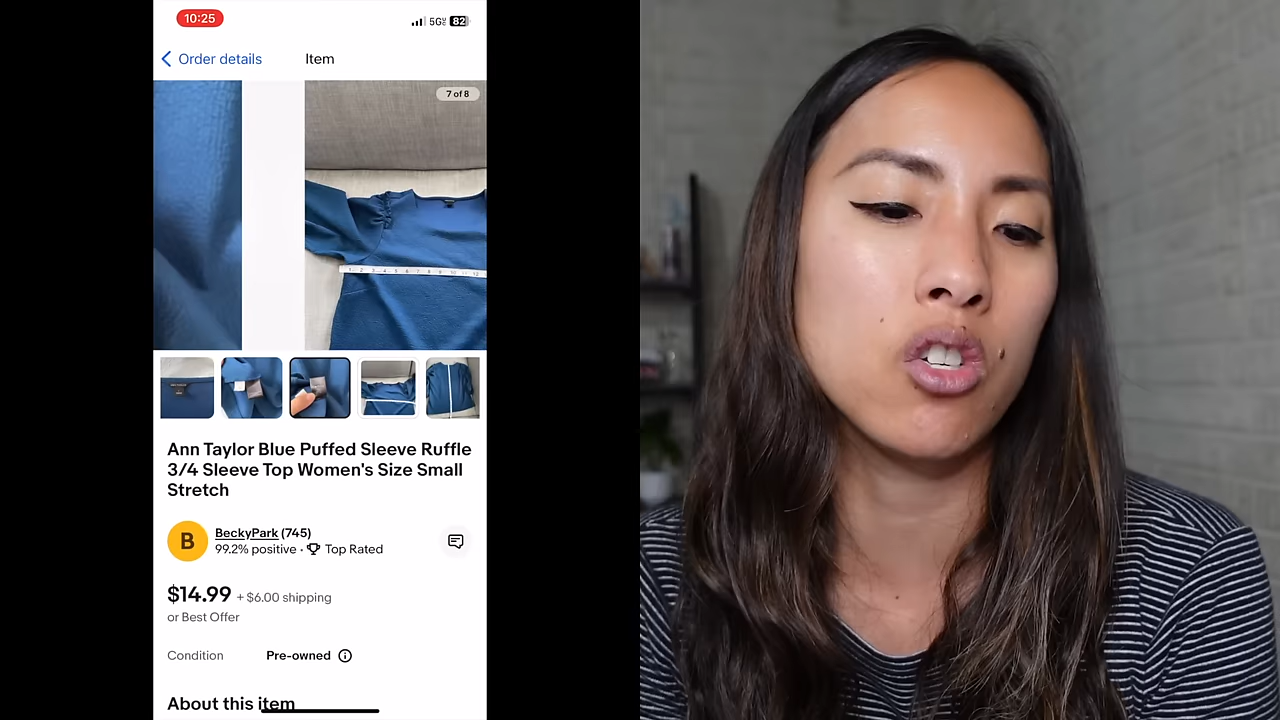 10:25
5G
82
Order details
Item
7 of 8
Ann Taylor Blue Puffed Sleeve Ruffle
3/4 Sleeve Top Women's Size Small
Stretch
B
BeckyPark (745)
99.2% positive · Top Rated
$14.99 + $6.00 shipping
or Best Offer
Condition
Pre-owned
About this item